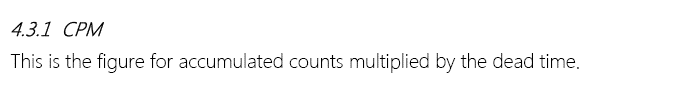 4.3.1 CPM
This is the figure for accumulated counts multiplied by the dead time.